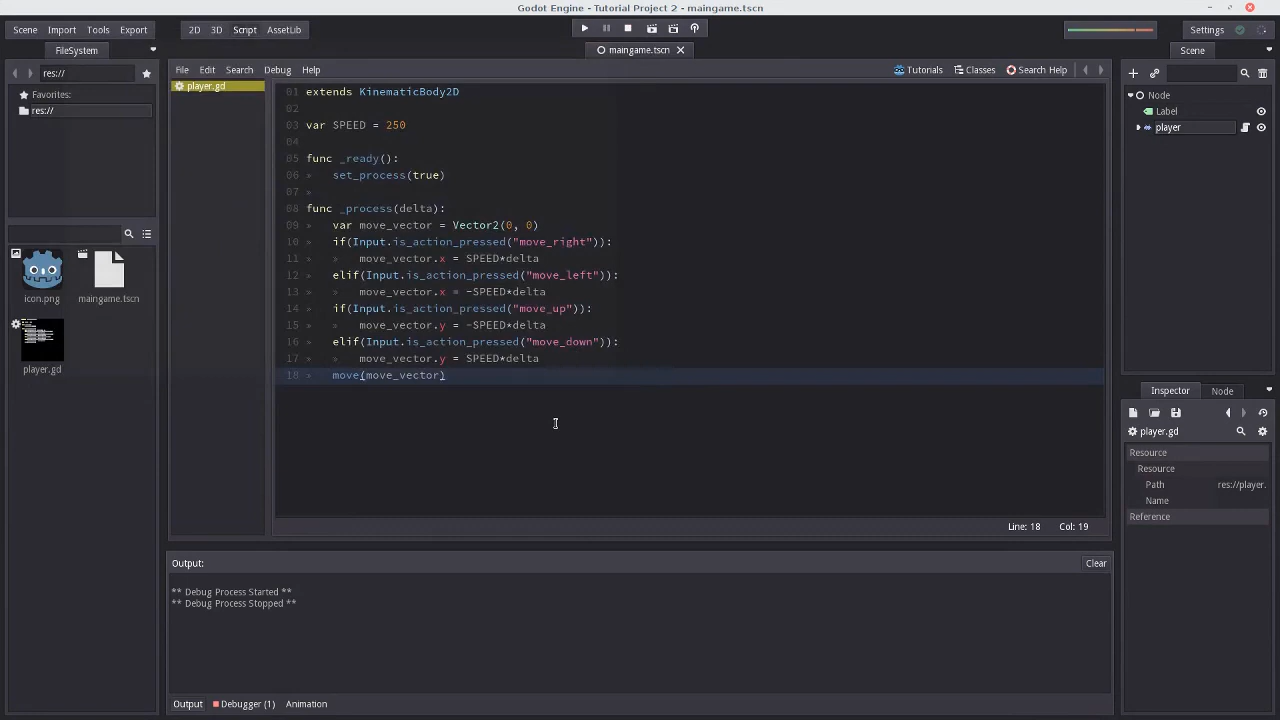 Godot Engine - Tutorial Project 2 - maingame.tscn
Scene Import Tools Export 2D 3D Script AssetLib Settings
FileSystem maingame.tscn Scene
File Edit Search Debug Help Tutorials Classes Search Help
res://
Favorites:
res://
icon.png maingame.tscn
player.gd
player.gd
01 extends KinematicBody2D
02
03 var SPEED = 250
04
05 func _ready():
06 » set_process(true)
07 »
08 func _process(delta):
09 » var move_vector = Vector2(0, 0)
10 » if(Input.is_action_pressed("move_right")):
11 » » move_vector.x = SPEED*delta
12 » elif(Input.is_action_pressed("move_left")):
13 » » move_vector.x = -SPEED*delta
14 » if(Input.is_action_pressed("move_up")):
15 » » move_vector.y = -SPEED*delta
16 » elif(Input.is_action_pressed("move_down")):
17 » » move_vector.y = SPEED*delta
18 » move(move_vector)
Line: 18 Col: 19
Node
Label
player
Inspector Node
player.gd
Resource
Resource
Path res://player.
Name
Reference
Output: Clear
** Debug Process Started **
** Debug Process Stopped **
Output Debugger (1) Animation